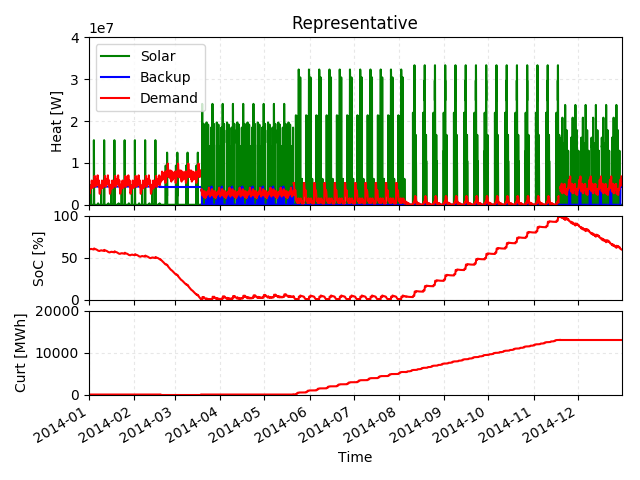 Representative
1e7
4
3
2
1
0
Heat [W]
Solar
Backup
Demand
100
50
0
SoC [%]
20000
10000
0
Curt [MWh]
2014-01
2014-02
2014-03
2014-04
2014-05
2014-06
2014-07
2014-08
2014-09
2014-10
2014-11
2014-12
Time